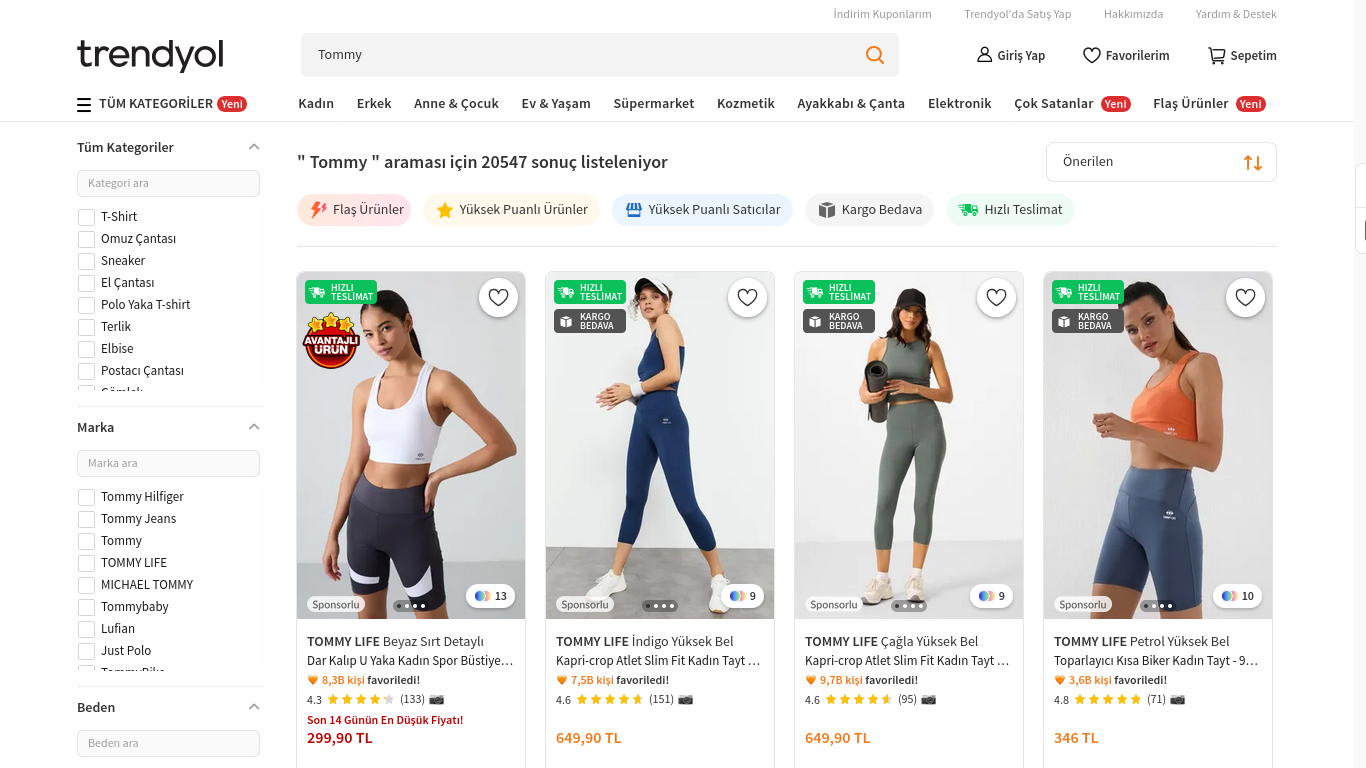 İndirim Kuponlarım
Trendyol'da Satış Yap
Hakkımızda
Yardım & Destek
trendyol
Tommy
Giriş Yap
Favorilerim
Sepetim
TÜM KATEGORİLER Yeni
Kadın
Erkek
Anne & Çocuk
Ev & Yaşam
Süpermarket
Kozmetik
Ayakkabı & Çanta
Elektronik
Çok Satanlar Yeni
Flaş Ürünler Yeni
Tüm Kategoriler
Kategori ara
T-Shirt
Omuz Çantası
Sneaker
El Çantası
Polo Yaka T-shirt
Terlik
Elbise
Postacı Çantası
Marka
Marka ara
Tommy Hilfiger
Tommy Jeans
Tommy
TOMMY LIFE
MICHAEL TOMMY
Tommybaby
Lufian
Just Polo
Beden
Beden ara
" Tommy " araması için 20547 sonuç listeleniyor
Önerilen
Flaş Ürünler
Yüksek Puanlı Ürünler
Yüksek Puanlı Satıcılar
Kargo Bedava
Hızlı Teslimat
HIZLI
TESLİMAT
AVANTAJLI
ÜRÜN
Sponsorlu
13
TOMMY LIFE Beyaz Sırt Detaylı
Dar Kalıp U Yaka Kadın Spor Büstiye…
8,3B kişi favoriledi!
4.3 (133)
Son 14 Günün En Düşük Fiyatı!
299,90 TL
HIZLI
TESLİMAT
KARGO
BEDAVA
Sponsorlu
9
TOMMY LIFE İndigo Yüksek Bel
Kapri-crop Atlet Slim Fit Kadın Tayt …
7,5B kişi favoriledi!
4.6 (151)
649,90 TL
HIZLI
TESLİMAT
KARGO
BEDAVA
Sponsorlu
9
TOMMY LIFE Çağla Yüksek Bel
Kapri-crop Atlet Slim Fit Kadın Tayt …
9,7B kişi favoriledi!
4.6 (95)
649,90 TL
HIZLI
TESLİMAT
KARGO
BEDAVA
Sponsorlu
10
TOMMY LIFE Petrol Yüksek Bel
Toparlayıcı Kısa Biker Kadın Tayt - 9…
3,6B kişi favoriledi!
4.8 (71)
346 TL